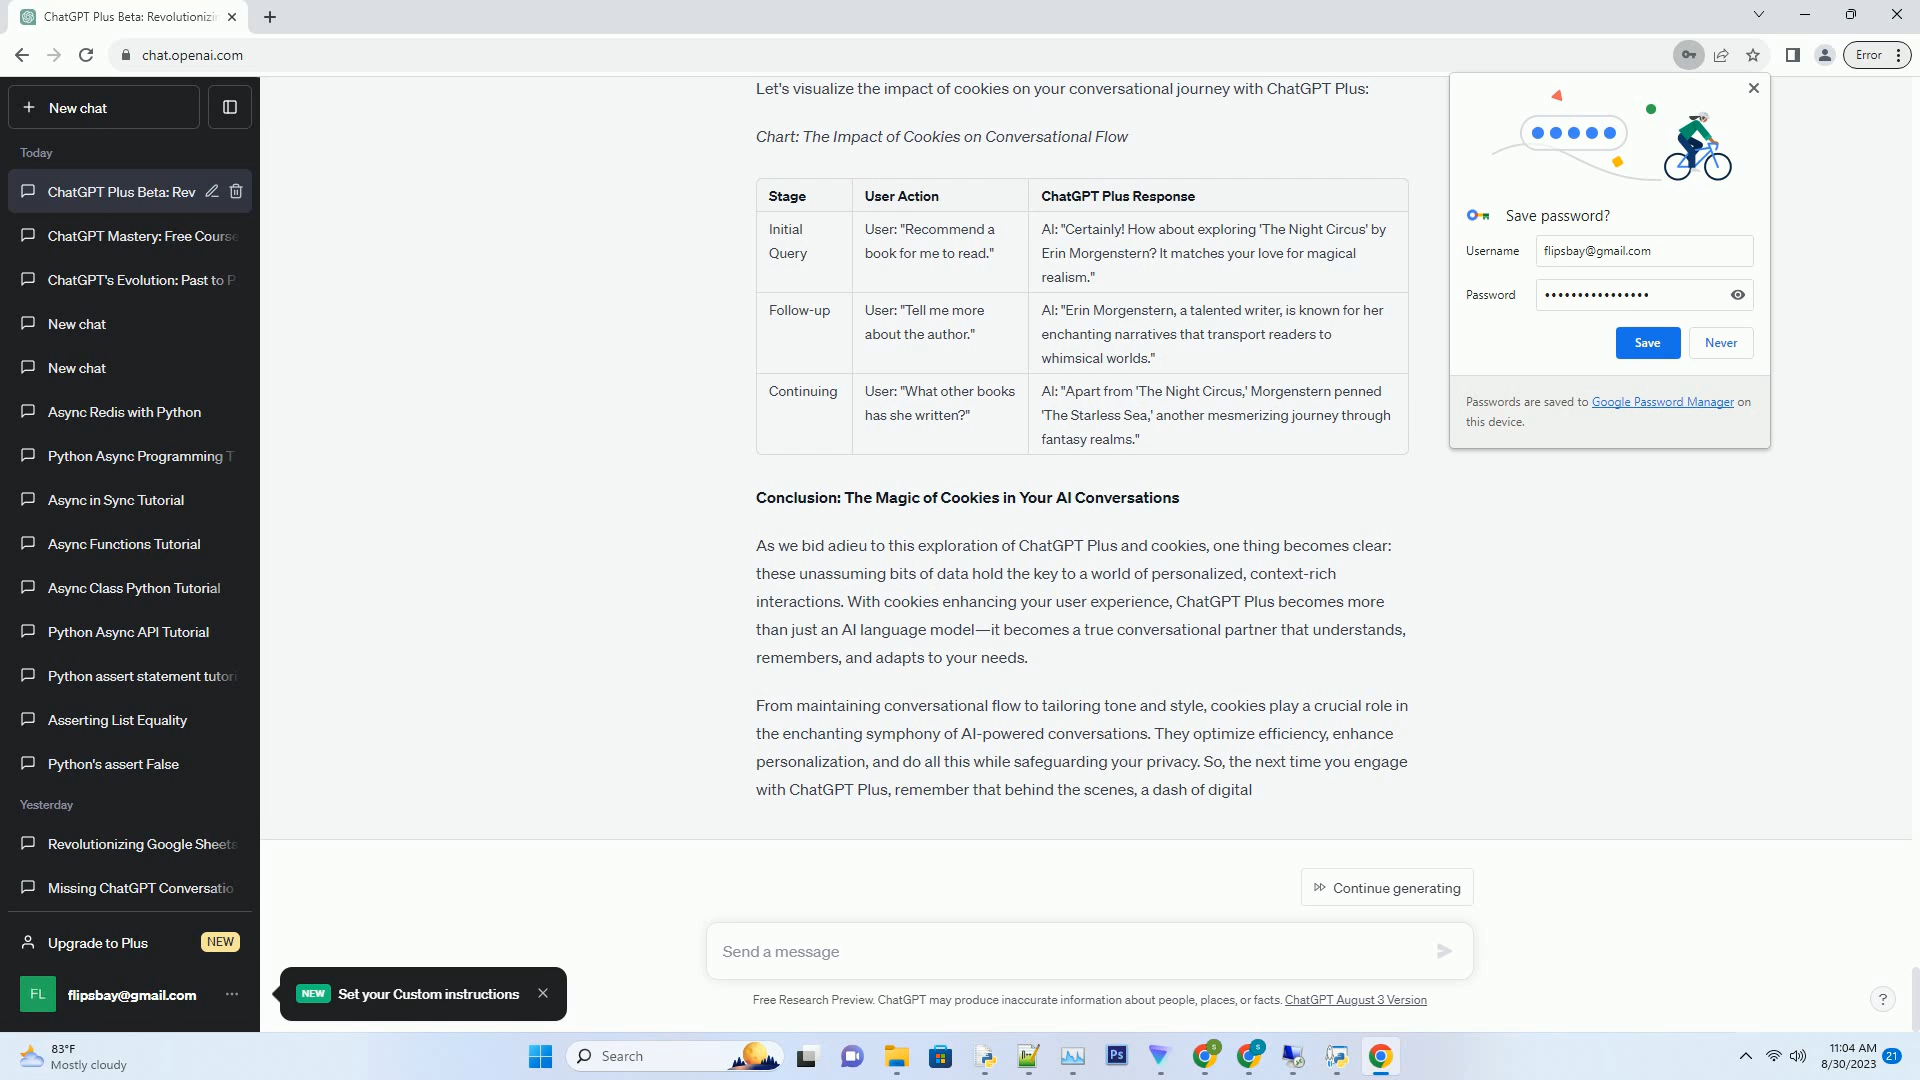 ChatGPT Plus Beta: Revolutionizin
chat.openai.com
Error
New chat
Today
ChatGPT Plus Beta: Rev
ChatGPT Mastery: Free Course
ChatGPT's Evolution: Past to P
New chat
New chat
Async Redis with Python
Python Async Programming T
Async in Sync Tutorial
Async Functions Tutorial
Async Class Python Tutorial
Python Async API Tutorial
Python assert statement tutori
Asserting List Equality
Python's assert False
Yesterday
Revolutionizing Google Sheets
Missing ChatGPT Conversatio
Upgrade to Plus NEW
FL flipsbay@gmail.com
NEW Set your Custom instructions
Let's visualize the impact of cookies on your conversational journey with ChatGPT Plus:
Chart: The Impact of Cookies on Conversational Flow
Stage User Action ChatGPT Plus Response
Initial User: "Recommend a AI: "Certainly! How about exploring 'The Night Circus' by
Query book for me to read." Erin Morgenstern? It matches your love for magical
realism."
Follow-up User: "Tell me more AI: "Erin Morgenstern, a talented writer, is known for her
about the author." enchanting narratives that transport readers to
whimsical worlds."
Continuing User: "What other books AI: "Apart from 'The Night Circus,' Morgenstern penned
has she written?" 'The Starless Sea,' another mesmerizing journey through
fantasy realms."
Conclusion: The Magic of Cookies in Your AI Conversations
As we bid adieu to this exploration of ChatGPT Plus and cookies, one thing becomes clear:
these unassuming bits of data hold the key to a world of personalized, context-rich
interactions. With cookies enhancing your user experience, ChatGPT Plus becomes more
than just an AI language model—it becomes a true conversational partner that understands,
remembers, and adapts to your needs.
From maintaining conversational flow to tailoring tone and style, cookies play a crucial role in
the enchanting symphony of AI-powered conversations. They optimize efficiency, enhance
personalization, and do all this while safeguarding your privacy. So, the next time you engage
with ChatGPT Plus, remember that behind the scenes, a dash of digital
Continue generating
Send a message
Free Research Preview. ChatGPT may produce inaccurate information about people, places, or facts. ChatGPT August 3 Version
?
Save password?
Username flipsbay@gmail.com
Password ••••••••••••••••
Save Never
Passwords are saved to Google Password Manager on
this device.
83°F
Mostly cloudy
Search
Ps
S
S
11:04 AM
8/30/2023
21